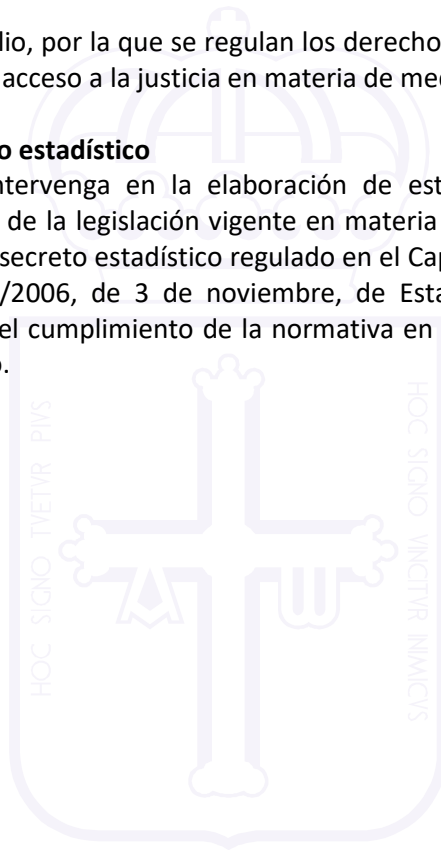 lio, por la que se regulan los derecho
acceso a la justicia en materia de me
o estadístico
ntervenga en la elaboración de est
de la legislación vigente en materia
secreto estadístico regulado en el Cap
/2006, de 3 de noviembre, de Esta
el cumplimiento de la normativa en
.
HOC SIGNO TVETVR PIVS
HOC SIGNO VINCITVR INIMICVS